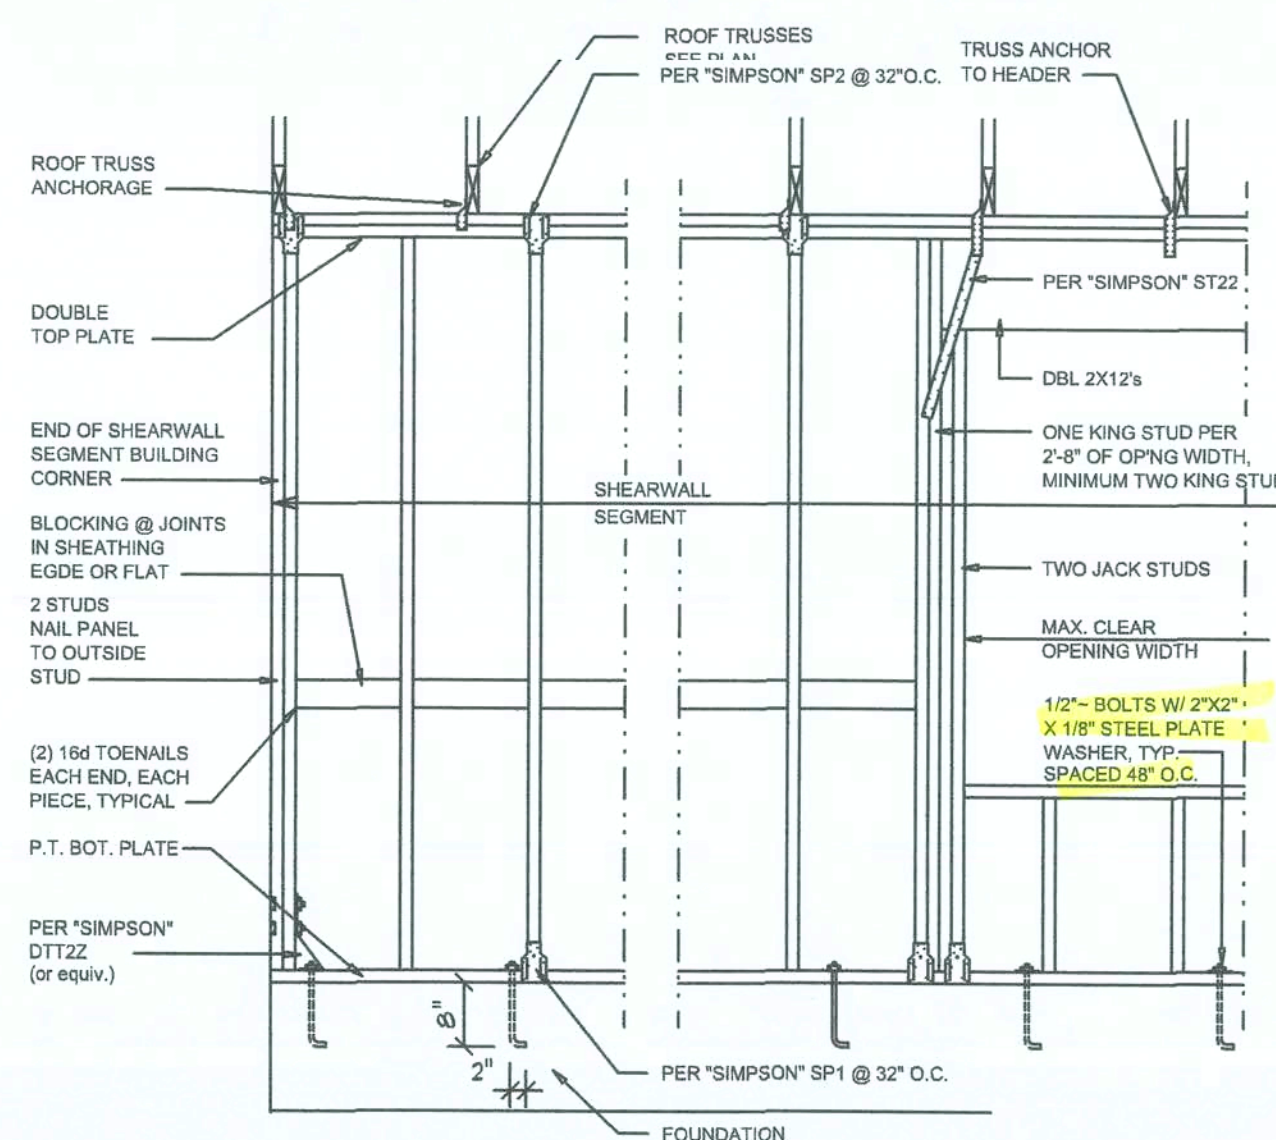 ROOF TRUSSES
SEE PLAN
PER "SIMPSON" SP2 @ 32"O.C.
TRUSS ANCHOR
TO HEADER
ROOF TRUSS
ANCHORAGE
DOUBLE
TOP PLATE
END OF SHEARWALL
SEGMENT BUILDING
CORNER
BLOCKING @ JOINTS
IN SHEATHING
EGDE OR FLAT
2 STUDS
NAIL PANEL
TO OUTSIDE
STUD
(2) 16d TOENAILS
EACH END, EACH
PIECE, TYPICAL
P.T. BOT. PLATE
PER "SIMPSON"
DTT2Z
(or equiv.)
SHEARWALL
SEGMENT
PER "SIMPSON" ST22
DBL 2X12's
ONE KING STUD PER
2'-8" OF OP'NG WIDTH,
MINIMUM TWO KING STUD
TWO JACK STUDS
MAX. CLEAR
OPENING WIDTH
1/2"~ BOLTS W/ 2"X2"
X 1/8" STEEL PLATE
WASHER, TYP.
SPACED 48" O.C.
8"
2"
PER "SIMPSON" SP1 @ 32" O.C.
FOUNDATION